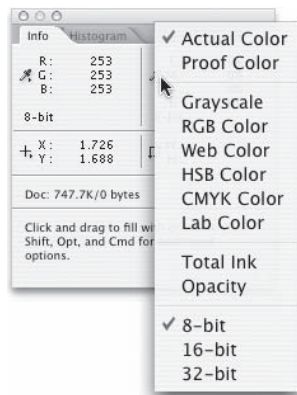 Info
Histogram
R: 253
G: 253
B: 253
8-bit
X: 1.726
Y: 1.688
Doc: 747.7K/0 bytes
Click and drag to fill
Shift, Opt, and Cmd for
options.
Actual Color
Proof Color
Grayscale
RGB Color
Web Color
HSB Color
CMYK Color
Lab Color
Total Ink
Opacity
8-bit
16-bit
32-bit